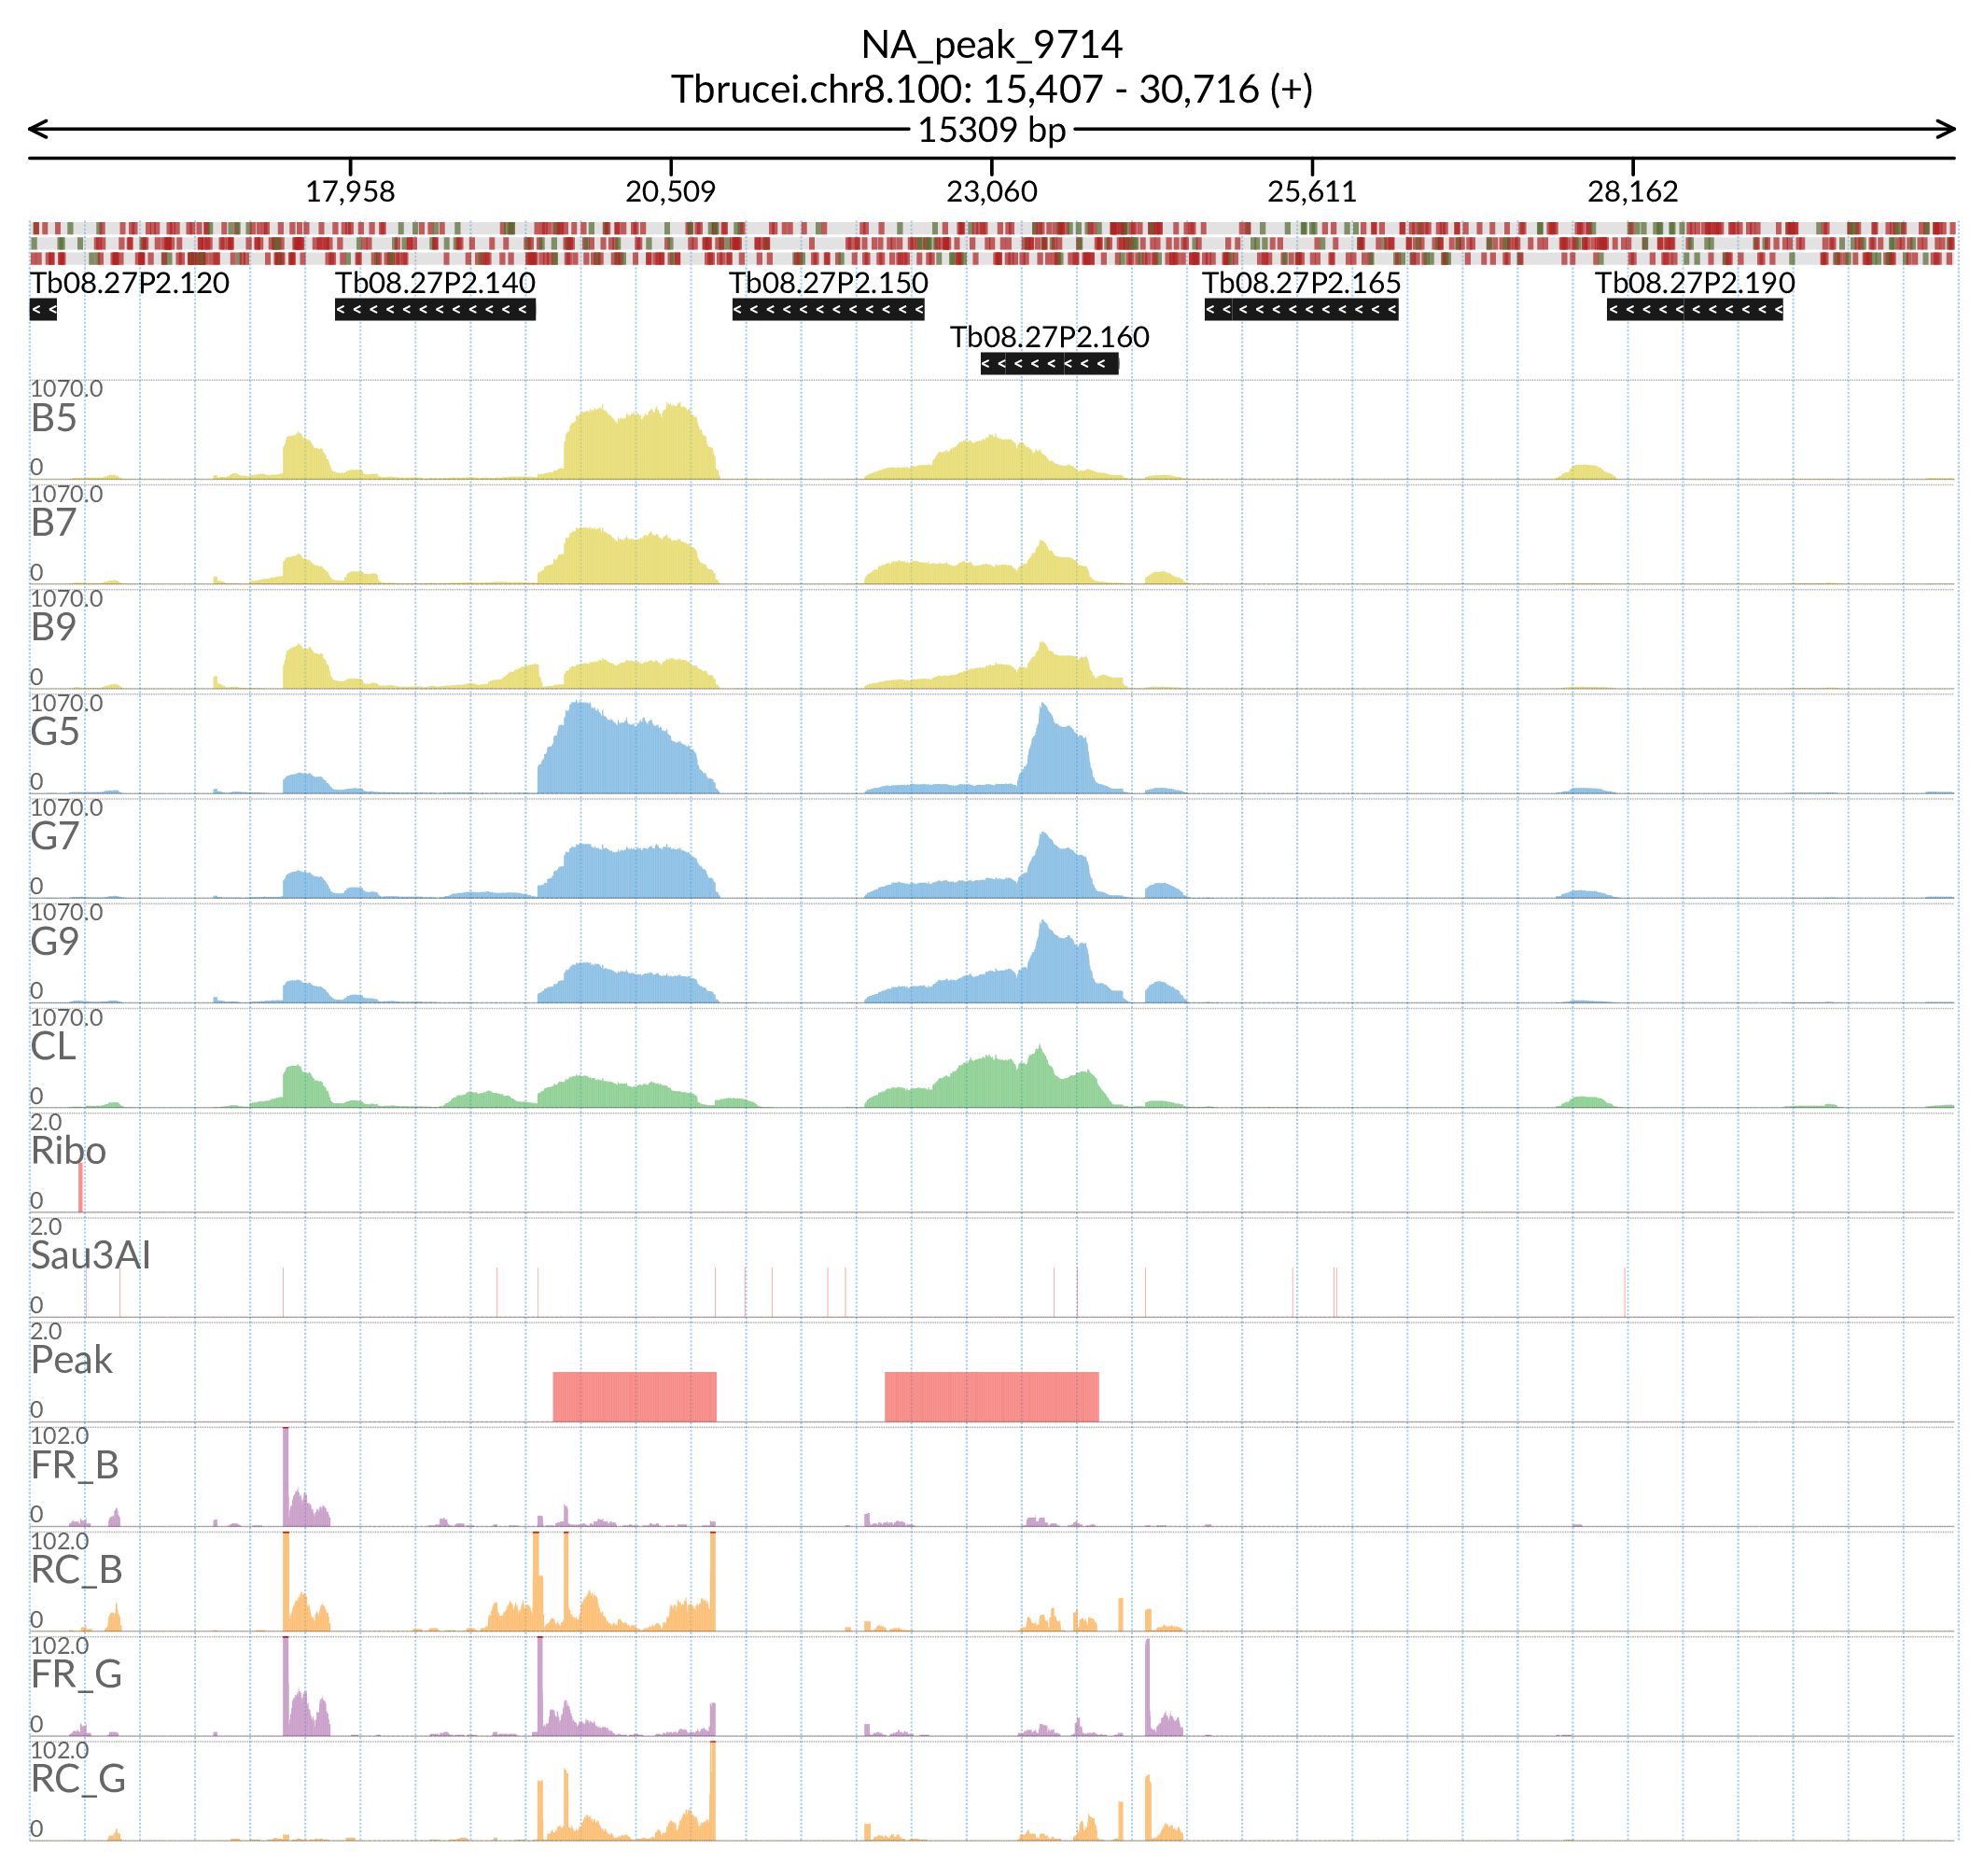 NA_peak_9714
Tbrucei.chr8.100: 15,407 - 30,716 (+)
15309 bp
17,958 20,509 23,060 25,611 28,162
Tb08.27P2.120 Tb08.27P2.140 Tb08.27P2.150 Tb08.27P2.165 Tb08.27P2.190
Tb08.27P2.160
1070.0
B5
0
1070.0
B7
0
1070.0
B9
0
1070.0
G5
0
1070.0
G7
0
1070.0
G9
0
1070.0
CL
0
2.0
Ribo
0
2.0
Sau3AI
0
2.0
Peak
0
102.0
FR_B
0
102.0
RC_B
0
102.0
FR_G
0
102.0
RC_G
0